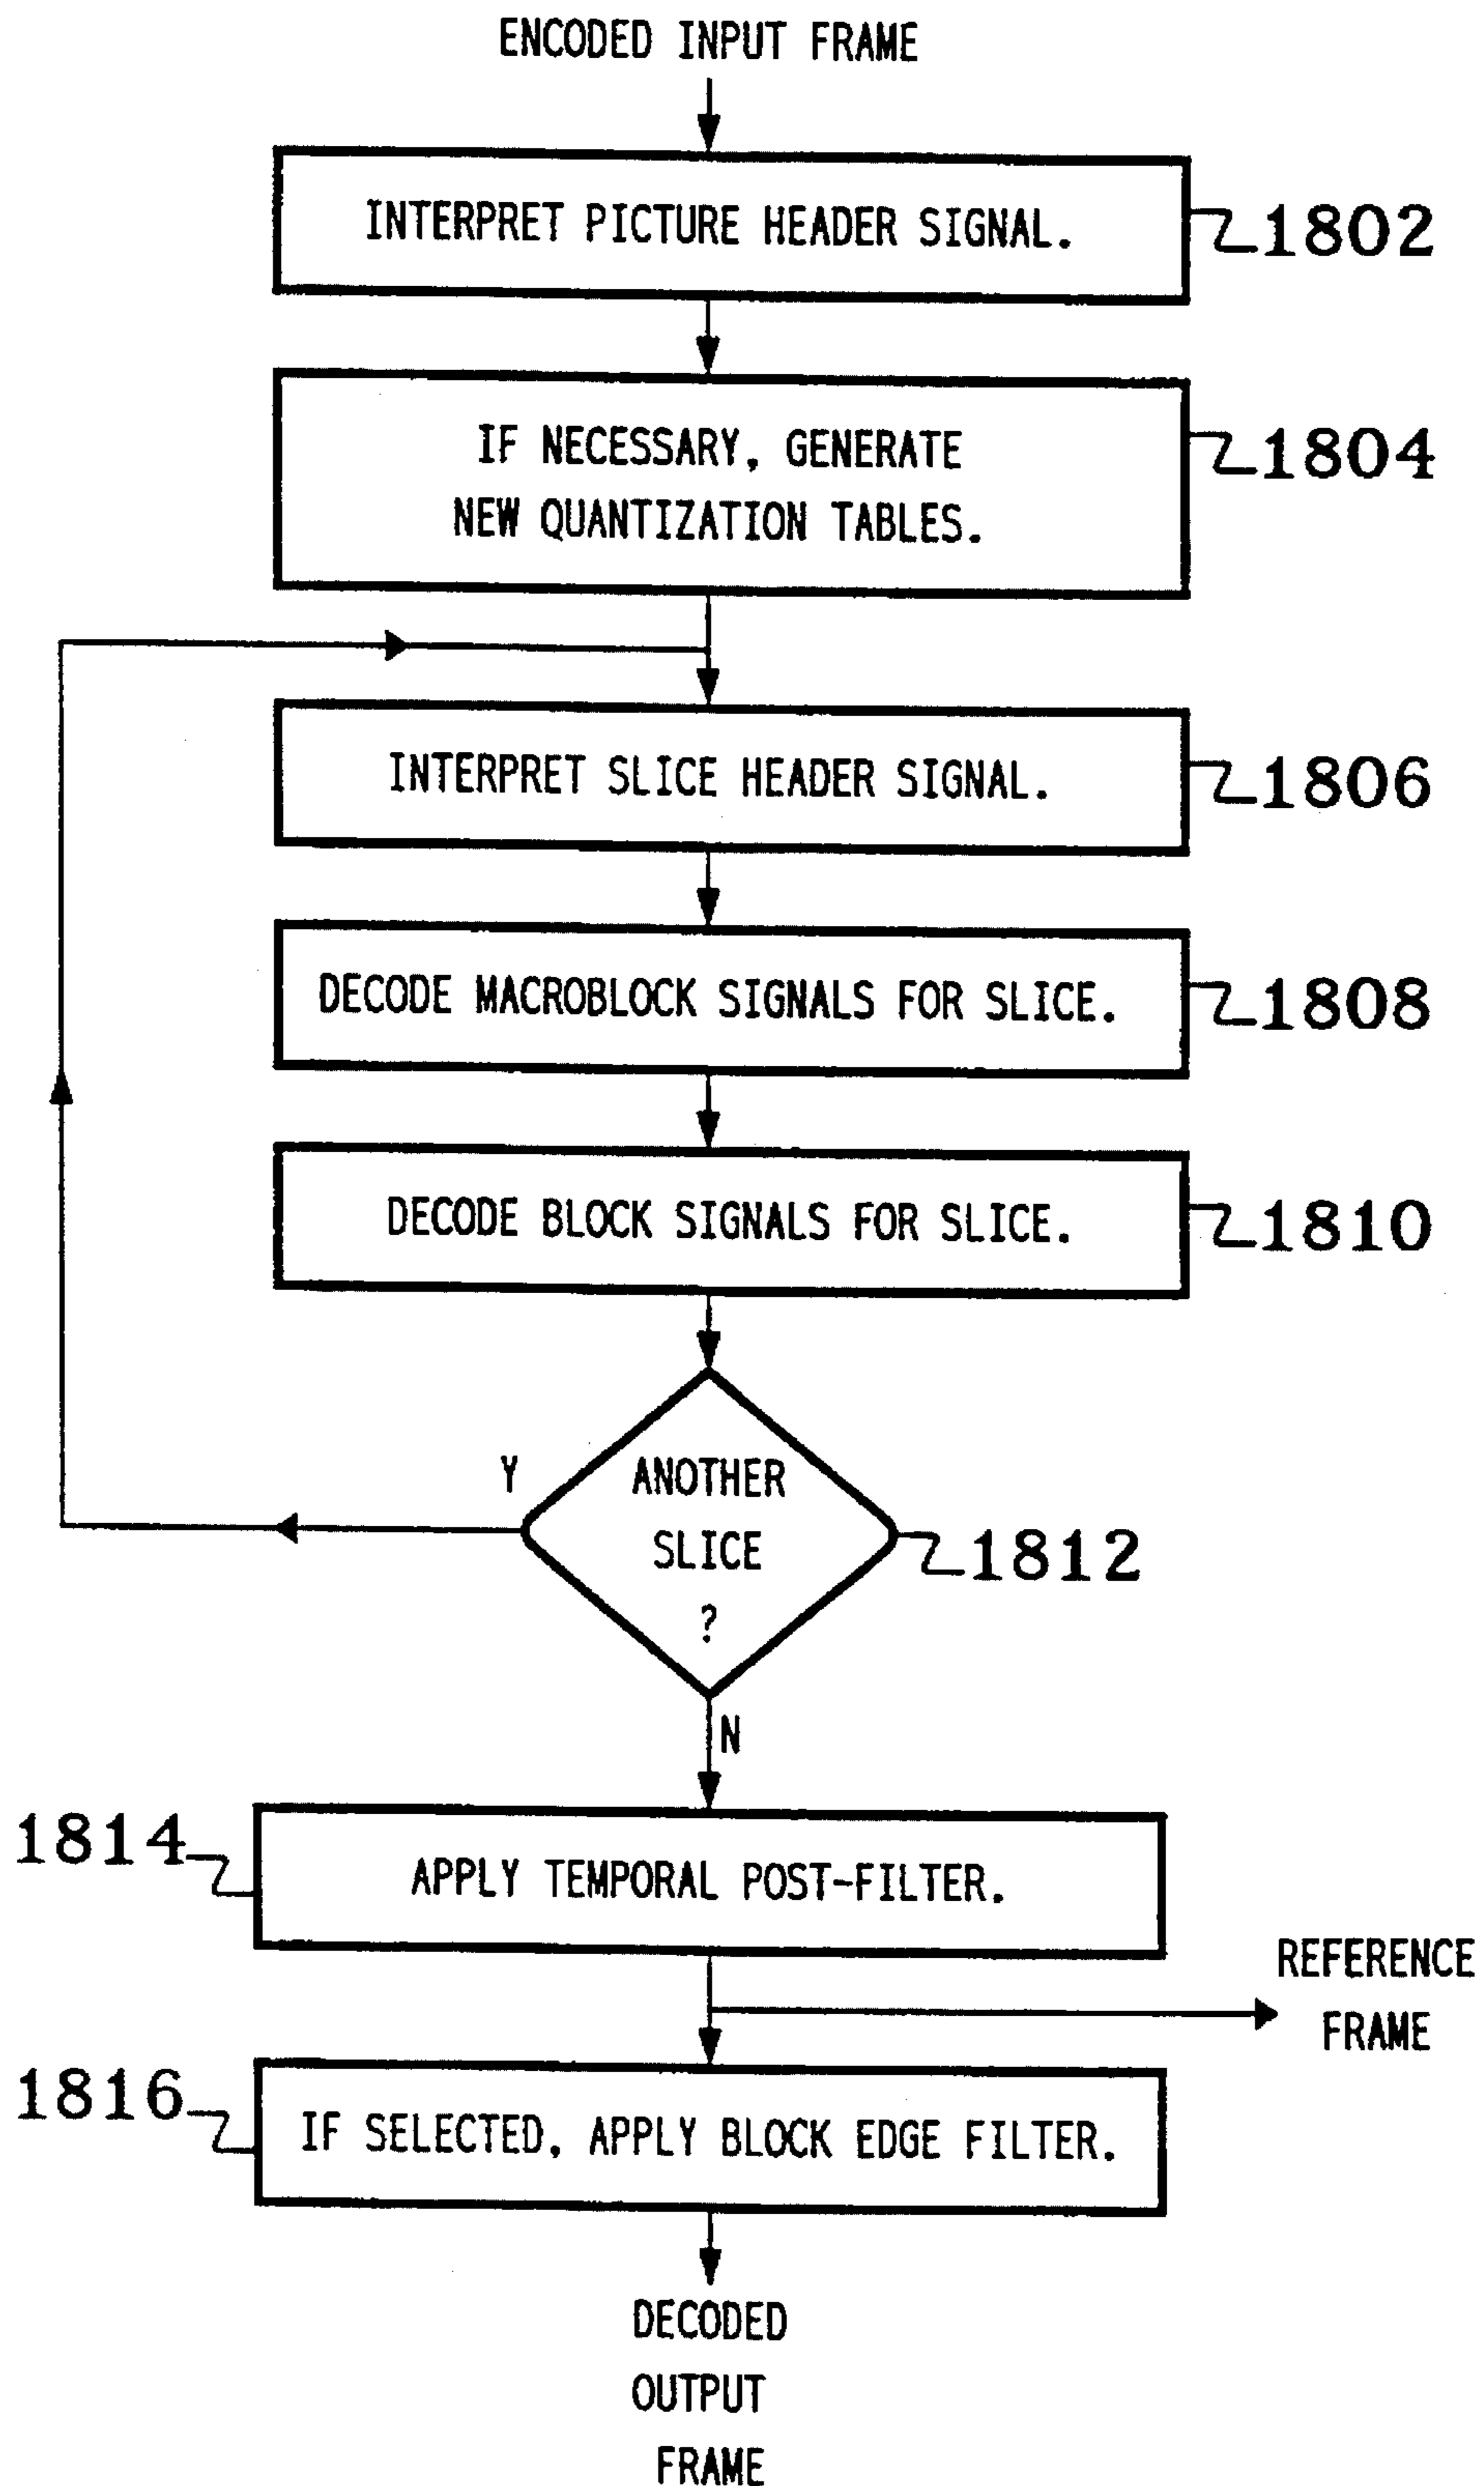 ENCODED INPUT FRAME
INTERPRET PICTURE HEADER SIGNAL.
1802
IF NECESSARY, GENERATE
NEW QUANTIZATION TABLES.
1804
INTERPRET SLICE HEADER SIGNAL.
1806
DECODE MACROBLOCK SIGNALS FOR SLICE.
1808
DECODE BLOCK SIGNALS FOR SLICE.
1810
Y
ANOTHER
SLICE
?
1812
N
1814
APPLY TEMPORAL POST-FILTER.
REFERENCE
FRAME
1816
IF SELECTED, APPLY BLOCK EDGE FILTER.
DECODED
OUTPUT
FRAME